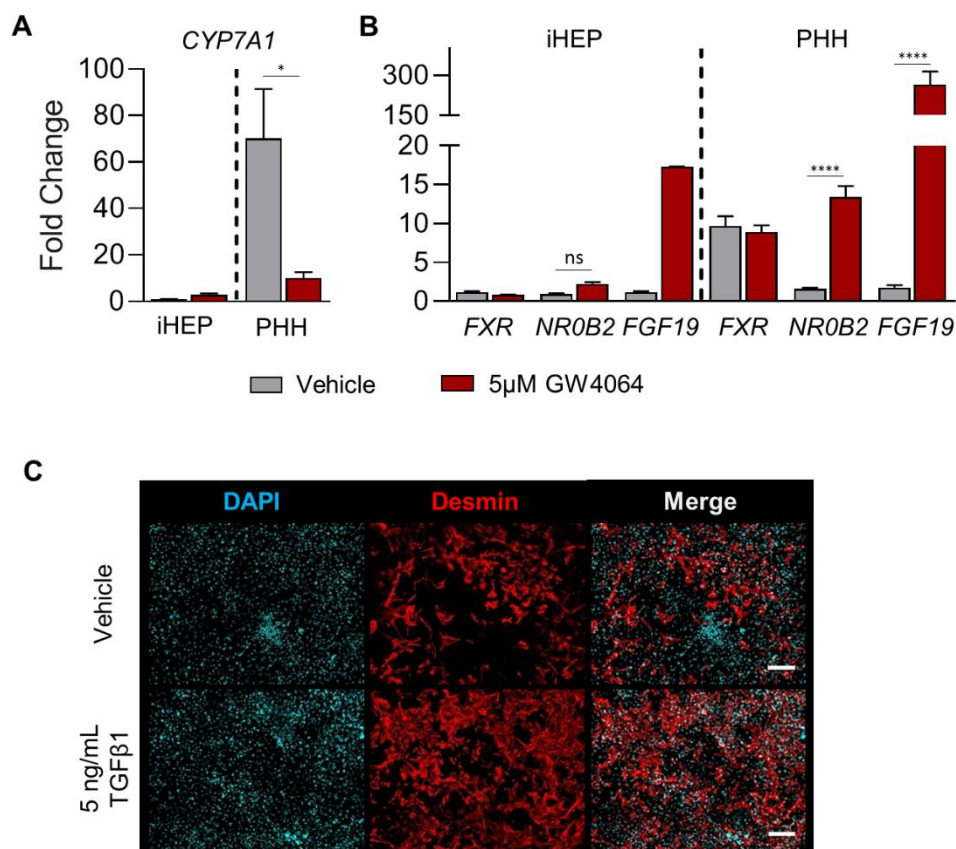 A
CYP7A1
Fold Change
100
80
60
40
20
0
*
iHEP
PHH
B
iHEP
PHH
300
150
20
15
10
5
0
ns
****
****
FXR NR0B2 FGF19 FXR NR0B2 FGF19
Vehicle 5µM GW4064
C
DAPI Desmin Merge
Vehicle
5 ng/mL
TGFβ1